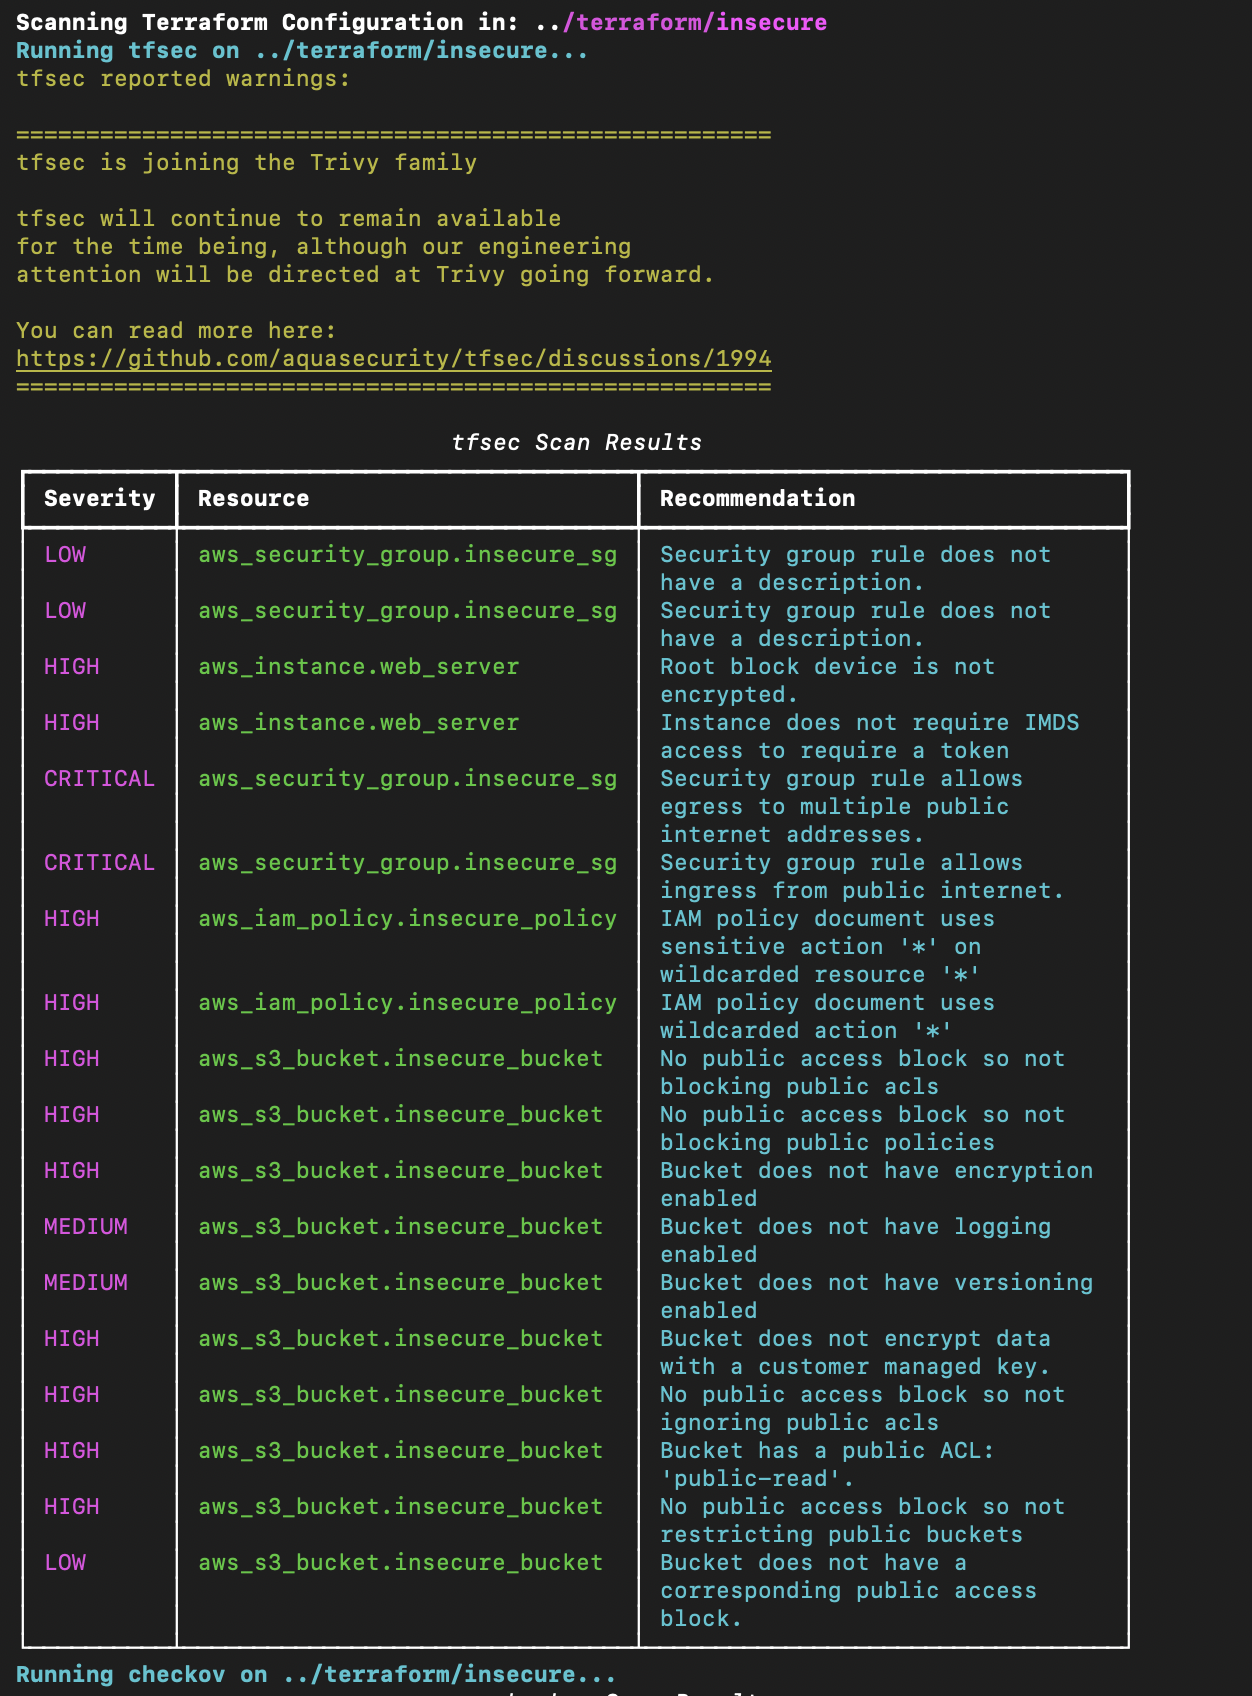 Scanning Terraform Configuration in: ../terraform/insecure
Running tfsec on ../terraform/insecure...
tfsec reported warnings:
======================================================
tfsec is joining the Trivy family
tfsec will continue to remain available
for the time being, although our engineering
attention will be directed at Trivy going forward.
You can read more here:
https://github.com/aquasecurity/tfsec/discussions/1994
======================================================
tfsec Scan Results
Severity Resource Recommendation
LOW aws_security_group.insecure_sg Security group rule does not
have a description.
LOW aws_security_group.insecure_sg Security group rule does not
have a description.
HIGH aws_instance.web_server Root block device is not
encrypted.
HIGH aws_instance.web_server Instance does not require IMDS
access to require a token
CRITICAL aws_security_group.insecure_sg Security group rule allows
egress to multiple public
internet addresses.
CRITICAL aws_security_group.insecure_sg Security group rule allows
ingress from public internet.
HIGH aws_iam_policy.insecure_policy IAM policy document uses
sensitive action '*' on
wildcarded resource '*'
HIGH aws_iam_policy.insecure_policy IAM policy document uses
wildcarded action '*'
HIGH aws_s3_bucket.insecure_bucket No public access block so not
blocking public acls
HIGH aws_s3_bucket.insecure_bucket No public access block so not
blocking public policies
HIGH aws_s3_bucket.insecure_bucket Bucket does not have encryption
enabled
MEDIUM aws_s3_bucket.insecure_bucket Bucket does not have logging
enabled
MEDIUM aws_s3_bucket.insecure_bucket Bucket does not have versioning
enabled
HIGH aws_s3_bucket.insecure_bucket Bucket does not encrypt data
with a customer managed key.
HIGH aws_s3_bucket.insecure_bucket No public access block so not
ignoring public acls
HIGH aws_s3_bucket.insecure_bucket Bucket has a public ACL:
'public-read'.
HIGH aws_s3_bucket.insecure_bucket No public access block so not
restricting public buckets
LOW aws_s3_bucket.insecure_bucket Bucket does not have a
corresponding public access
block.
Running checkov on ../terraform/insecure...